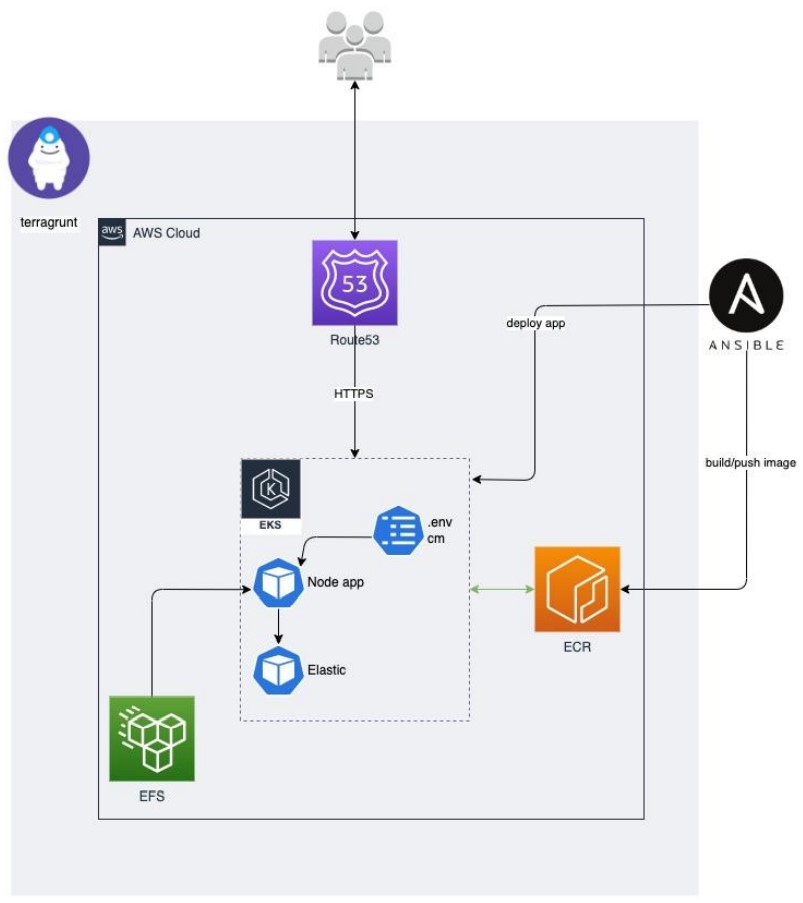 terragrunt
aws
AWS Cloud
53
Route53
deploy app
ANSIBLE
HTTPS
build/push image
K
EKS
.env
cm
Node app
ECR
Elastic
EFS